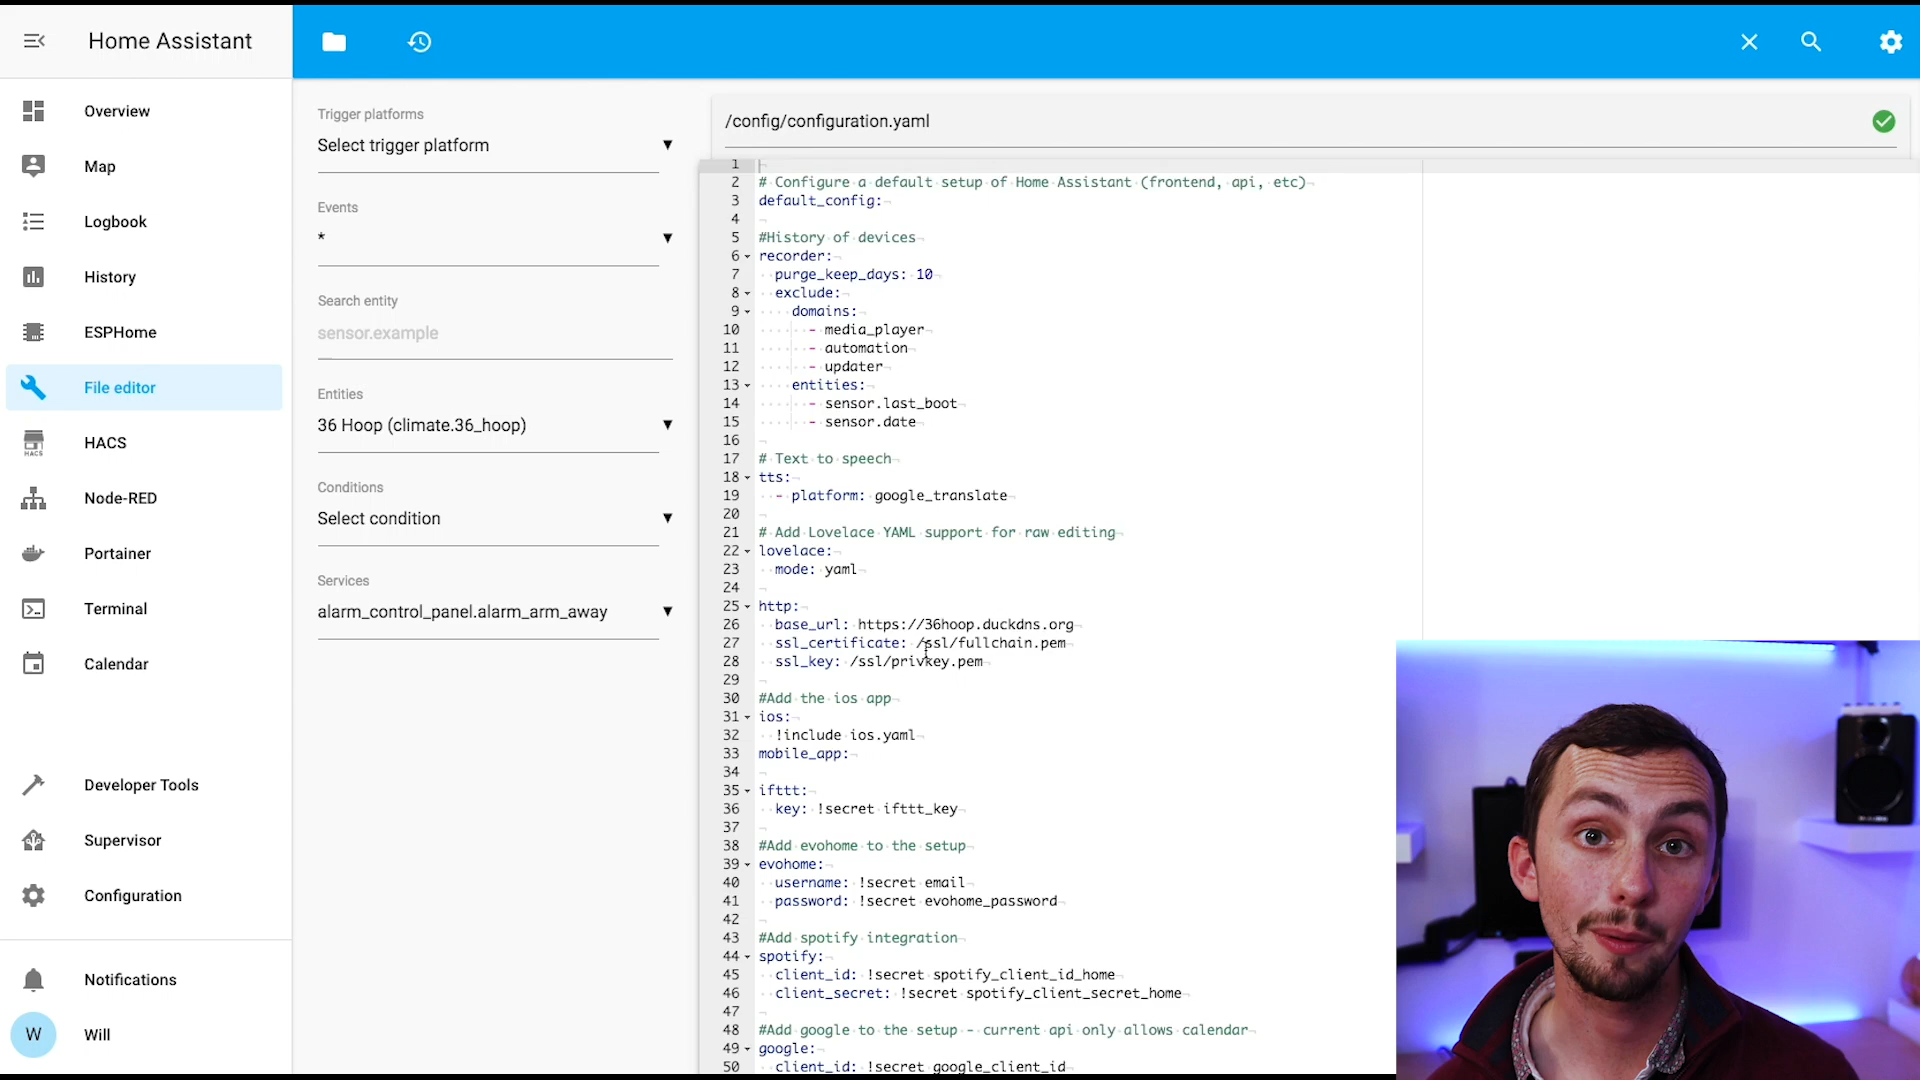 Home Assistant
Overview
Map
Logbook
History
ESPHome
File editor
HACS
HACS
Node-RED
Portainer
Terminal
Calendar
Developer Tools
Supervisor
Configuration
Notifications
W
Will
Trigger platforms
Select trigger platform
Events
*
Search entity
sensor.example
Entities
36 Hoop (climate.36_hoop)
Conditions
Select condition
Services
alarm_control_panel.alarm_arm_away
/config/configuration.yaml
1
2 # Configure a default setup of Home Assistant (frontend, api, etc)
3 default_config:
4
5 #History of devices
6 recorder:
7   purge_keep_days: 10
8   exclude:
9     domains:
10       - media_player
11       - automation
12       - updater
13     entities:
14       - sensor.last_boot
15       - sensor.date
16
17 # Text to speech
18 tts:
19   - platform: google_translate
20
21 # Add Lovelace YAML support for raw editing
22 lovelace:
23   mode: yaml
24
25 http:
26   base_url: https://36hoop.duckdns.org
27   ssl_certificate: /ssl/fullchain.pem
28   ssl_key: /ssl/privkey.pem
29
30 #Add the ios app
31 ios:
32   !include ios.yaml
33 mobile_app:
34
35 ifttt:
36   key: !secret ifttt_key
37
38 #Add evohome to the setup
39 evohome:
40   username: !secret email
41   password: !secret evohome_password
42
43 #Add spotify integration
44 spotify:
45   client_id: !secret spotify_client_id_home
46   client_secret: !secret spotify_client_secret_home
47
48 #Add google to the setup - current api only allows calendar
49 google:
50   client_id: !secret google_client_id